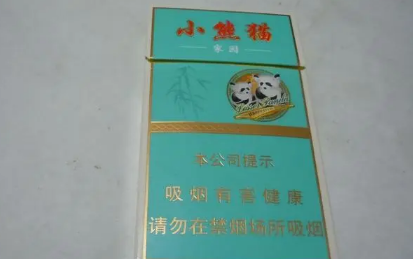 小熊猫
家游
本公司提示
吸烟有害健康
请勿在禁烟场所吸烟